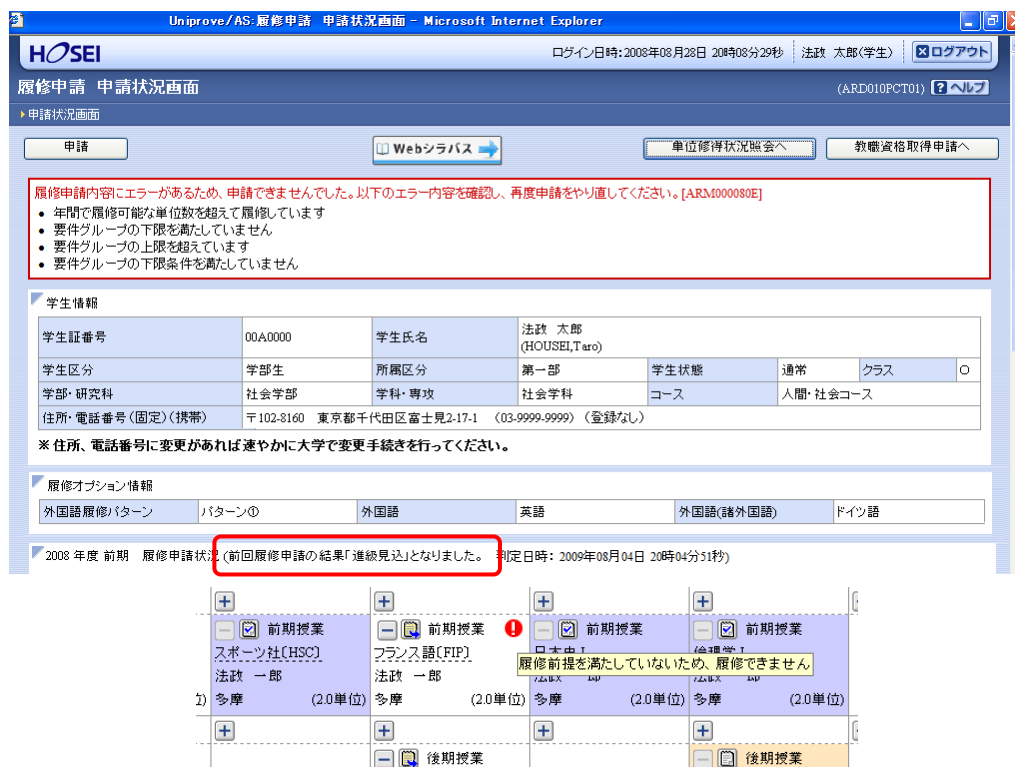 Uniprove/AS:履修申請 申請状況画面 - Microsoft Internet Explorer
HOSEI
ログイン日時:2008年08月28日 20時08分29秒 法政 太郎(学生) ログアウト
履修申請 申請状況画面
(ARD010PCT01) ? ヘルプ
申請状況画面
申請 Webシラバス 単位修得状況照会へ 教職資格取得申請へ
履修申請内容にエラーがあるため、申請できませんでした。以下のエラー内容を確認し、再度申請をやり直してください。[ARM000080E]
• 年間で履修可能な単位数を超えて履修しています
• 要件グループの下限を満たしていません
• 要件グループの上限を超えています
• 要件グループの下限条件を満たしていません
学生情報
学生証番号 00A0000 学生氏名 法政 太郎
(HOUSEI,Taro)
学生区分 学部生 所属区分 第一部 学生状態 通常 クラス O
学部・研究科 社会学部 学科・専攻 社会学科 コース 人間・社会コース
住所・電話番号(固定)(携帯) 〒102-8160 東京都千代田区富士見2-17-1 (03-9999-9999) (登録なし)
※住所、電話番号に変更があれば速やかに大学で変更手続きを行ってください。
履修オプション情報
外国語履修パターン パターン① 外国語 英語 外国語(諸外国語) ドイツ語
2008 年度 前期 履修申請状況 (前回履修申請の結果「進級見込」となりました。 判定日時: 2009年08月04日 20時04分51秒)
前期授業 前期授業 前期授業 前期授業
スポーツ社[HSC] フランス語[FIP] 日本史Ⅰ 倫理学Ⅰ
履修前提を満たしていないため、履修できません
法政 一郎 法政 一郎
多摩 (2.0単位) 多摩 (2.0単位) 多摩 (2.0単位) 多摩 (2.0単位)
後期授業 後期授業